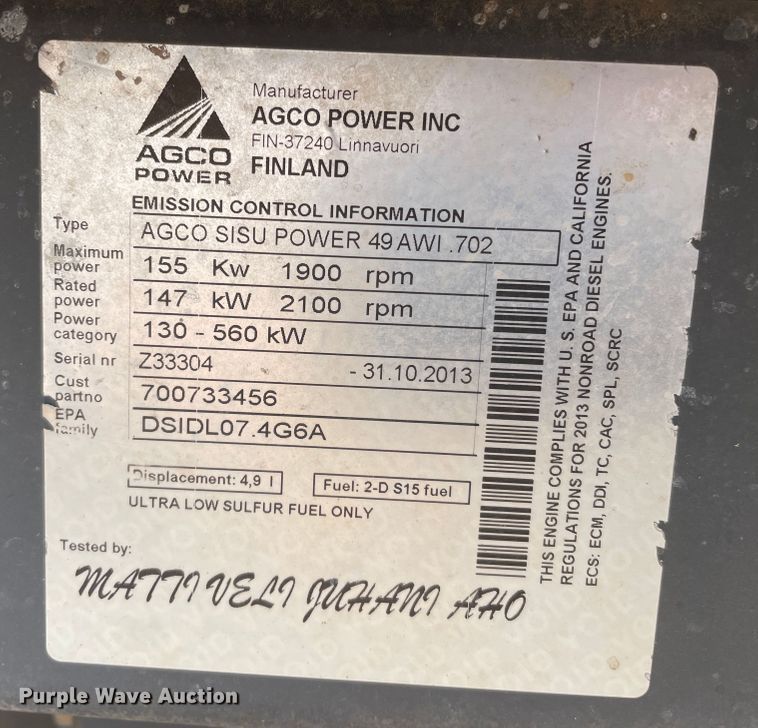 AGCO
POWER
Manufacturer
AGCO POWER INC
FIN-37240 Linnavuori
FINLAND
EMISSION CONTROL INFORMATION
Type AGCO SISU POWER 49 AWI .702
Maximum power 155 Kw 1900 rpm
Rated power 147 kW 2100 rpm
Power category 130 - 560 kW
Serial nr Z33304 - 31.10.2013
Cust partno 700733456
EPA family DSIDL07.4G6A
Displacement: 4,9 l
Fuel: 2-D S15 fuel
ULTRA LOW SULFUR FUEL ONLY
Tested by:
MATTI VELI JUHANI AHO
THIS ENGINE COMPLIES WITH U. S. EPA AND CALIFORNIA
REGULATIONS FOR 2013 NONROAD DIESEL ENGINES.
ECS: ECM, DDI, TC, CAC, SPL, SCRC
Purple Wave Auction